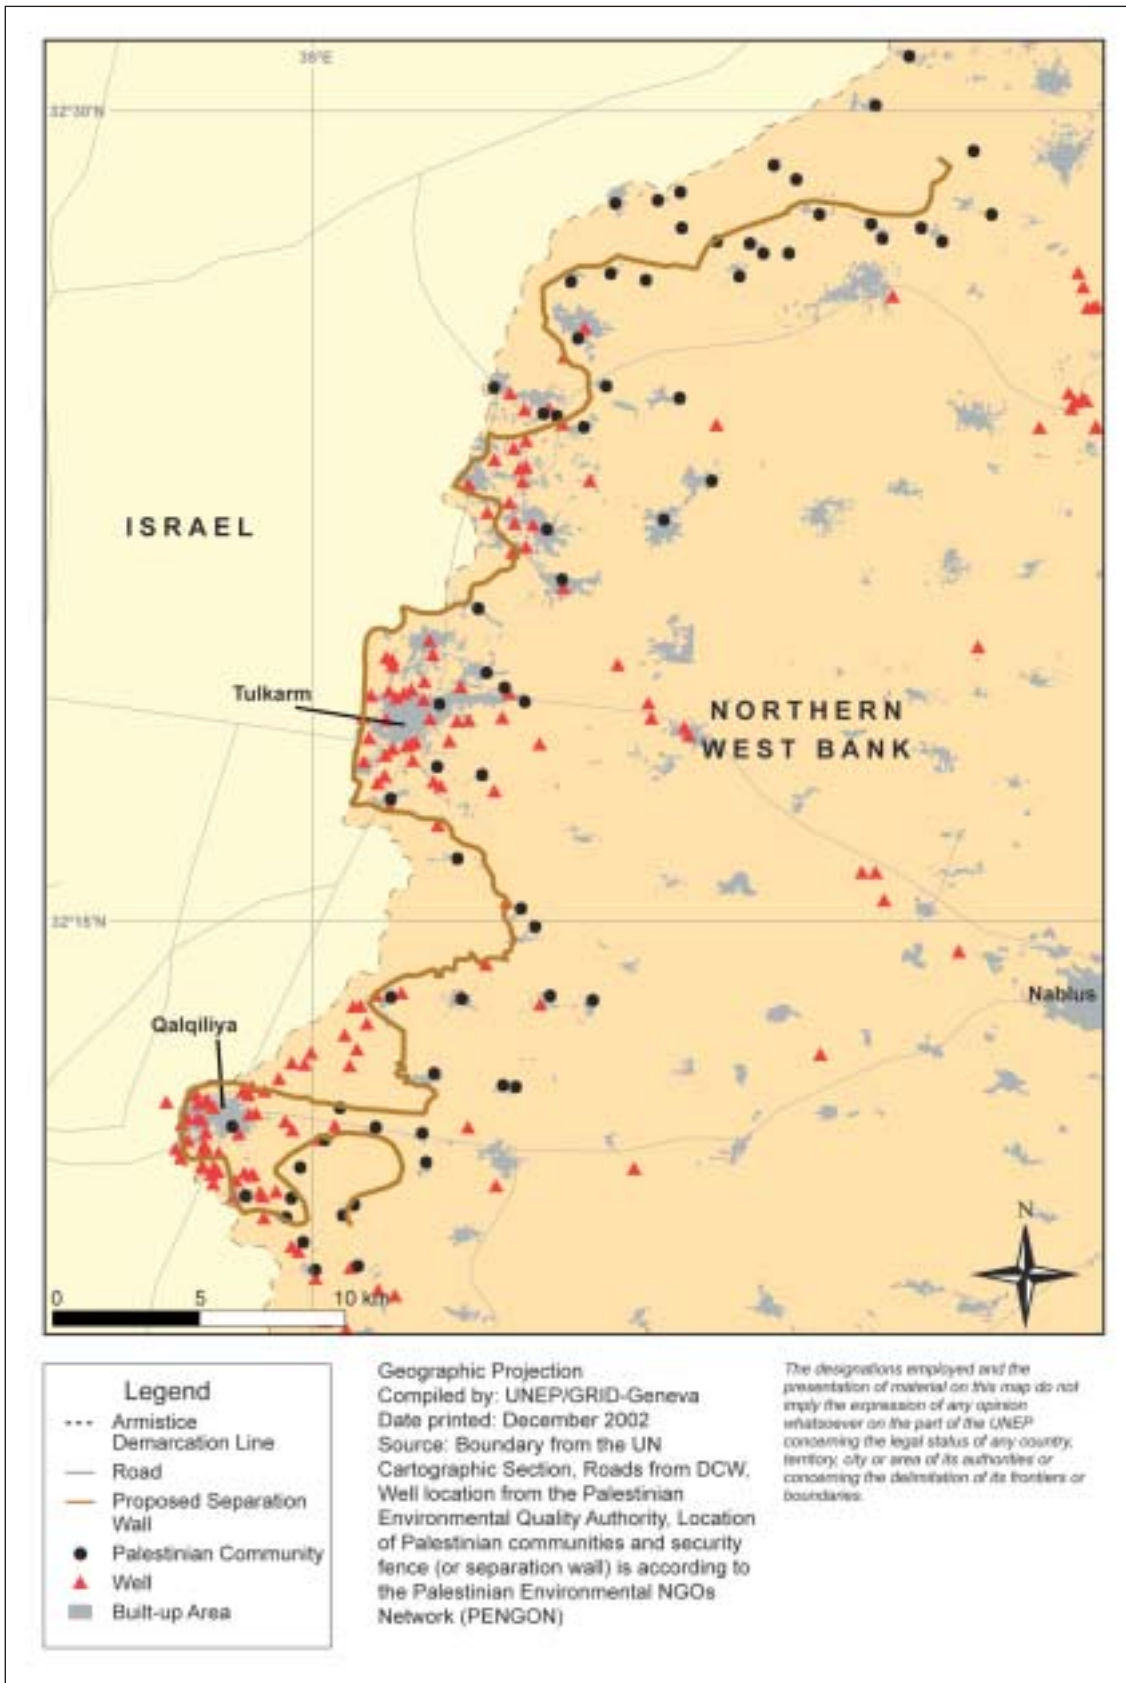 36°E
32°30'N
ISRAEL
Tulkarm
NORTHERN
WEST BANK
32°15'N
Nablus
Qalqiliya
N
0 5 10 km
Legend
Armistice
Demarcation Line
Road
Proposed Separation
Wall
Palestinian Community
Well
Built-up Area
Geographic Projection
Compiled by: UNEP/GRID-Geneva
Date printed: December 2002
Source: Boundary from the UN
Cartographic Section, Roads from DCW,
Well location from the Palestinian
Environmental Quality Authority, Location
of Palestinian communities and security
fence (or separation wall) is according to
the Palestinian Environmental NGOs
Network (PENGON)
The designations employed and the
presentation of material on this map do not
imply the expression of any opinion
whatsoever on the part of the UNEP
concerning the legal status of any country,
territory, city or area of its authorities or
concerning the delimitation of its frontiers or
boundaries.